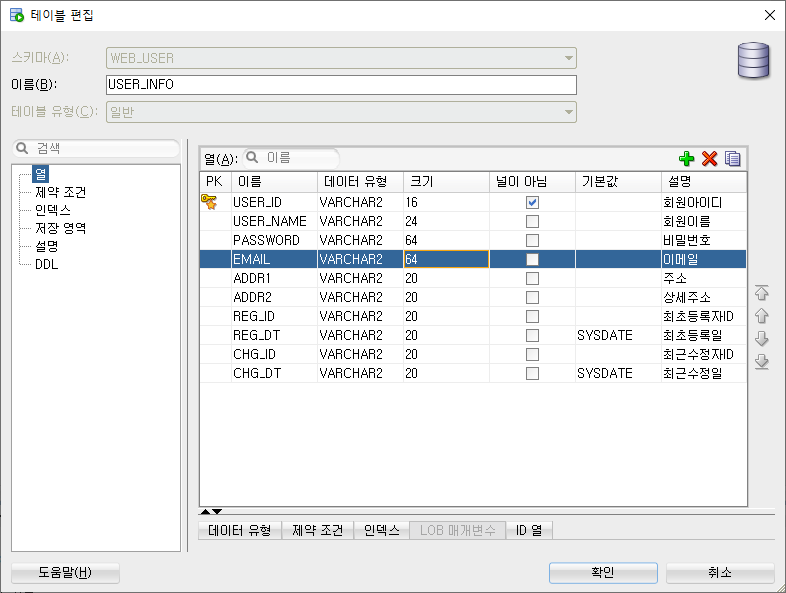 테이블 편집
스키마(A): WEB_USER
이름(B): USER_INFO
테이블 유형(C): 일반
검색
열
제약 조건
인덱스
저장 영역
설명
DDL
열(A): 이름
PK 이름 데이터 유형 크기 널이 아님 기본값 설명
USER_ID VARCHAR2 16 회원아이디
USER_NAME VARCHAR2 24 회원이름
PASSWORD VARCHAR2 64 비밀번호
EMAIL VARCHAR2 64 이메일
ADDR1 VARCHAR2 20 주소
ADDR2 VARCHAR2 20 상세주소
REG_ID VARCHAR2 20 최초등록자ID
REG_DT VARCHAR2 20 SYSDATE 최초등록일
CHG_ID VARCHAR2 20 최근수정자ID
CHG_DT VARCHAR2 20 SYSDATE 최근수정일
데이터 유형 제약 조건 인덱스 LOB 매개변수 ID 열
도움말(H) 확인 취소